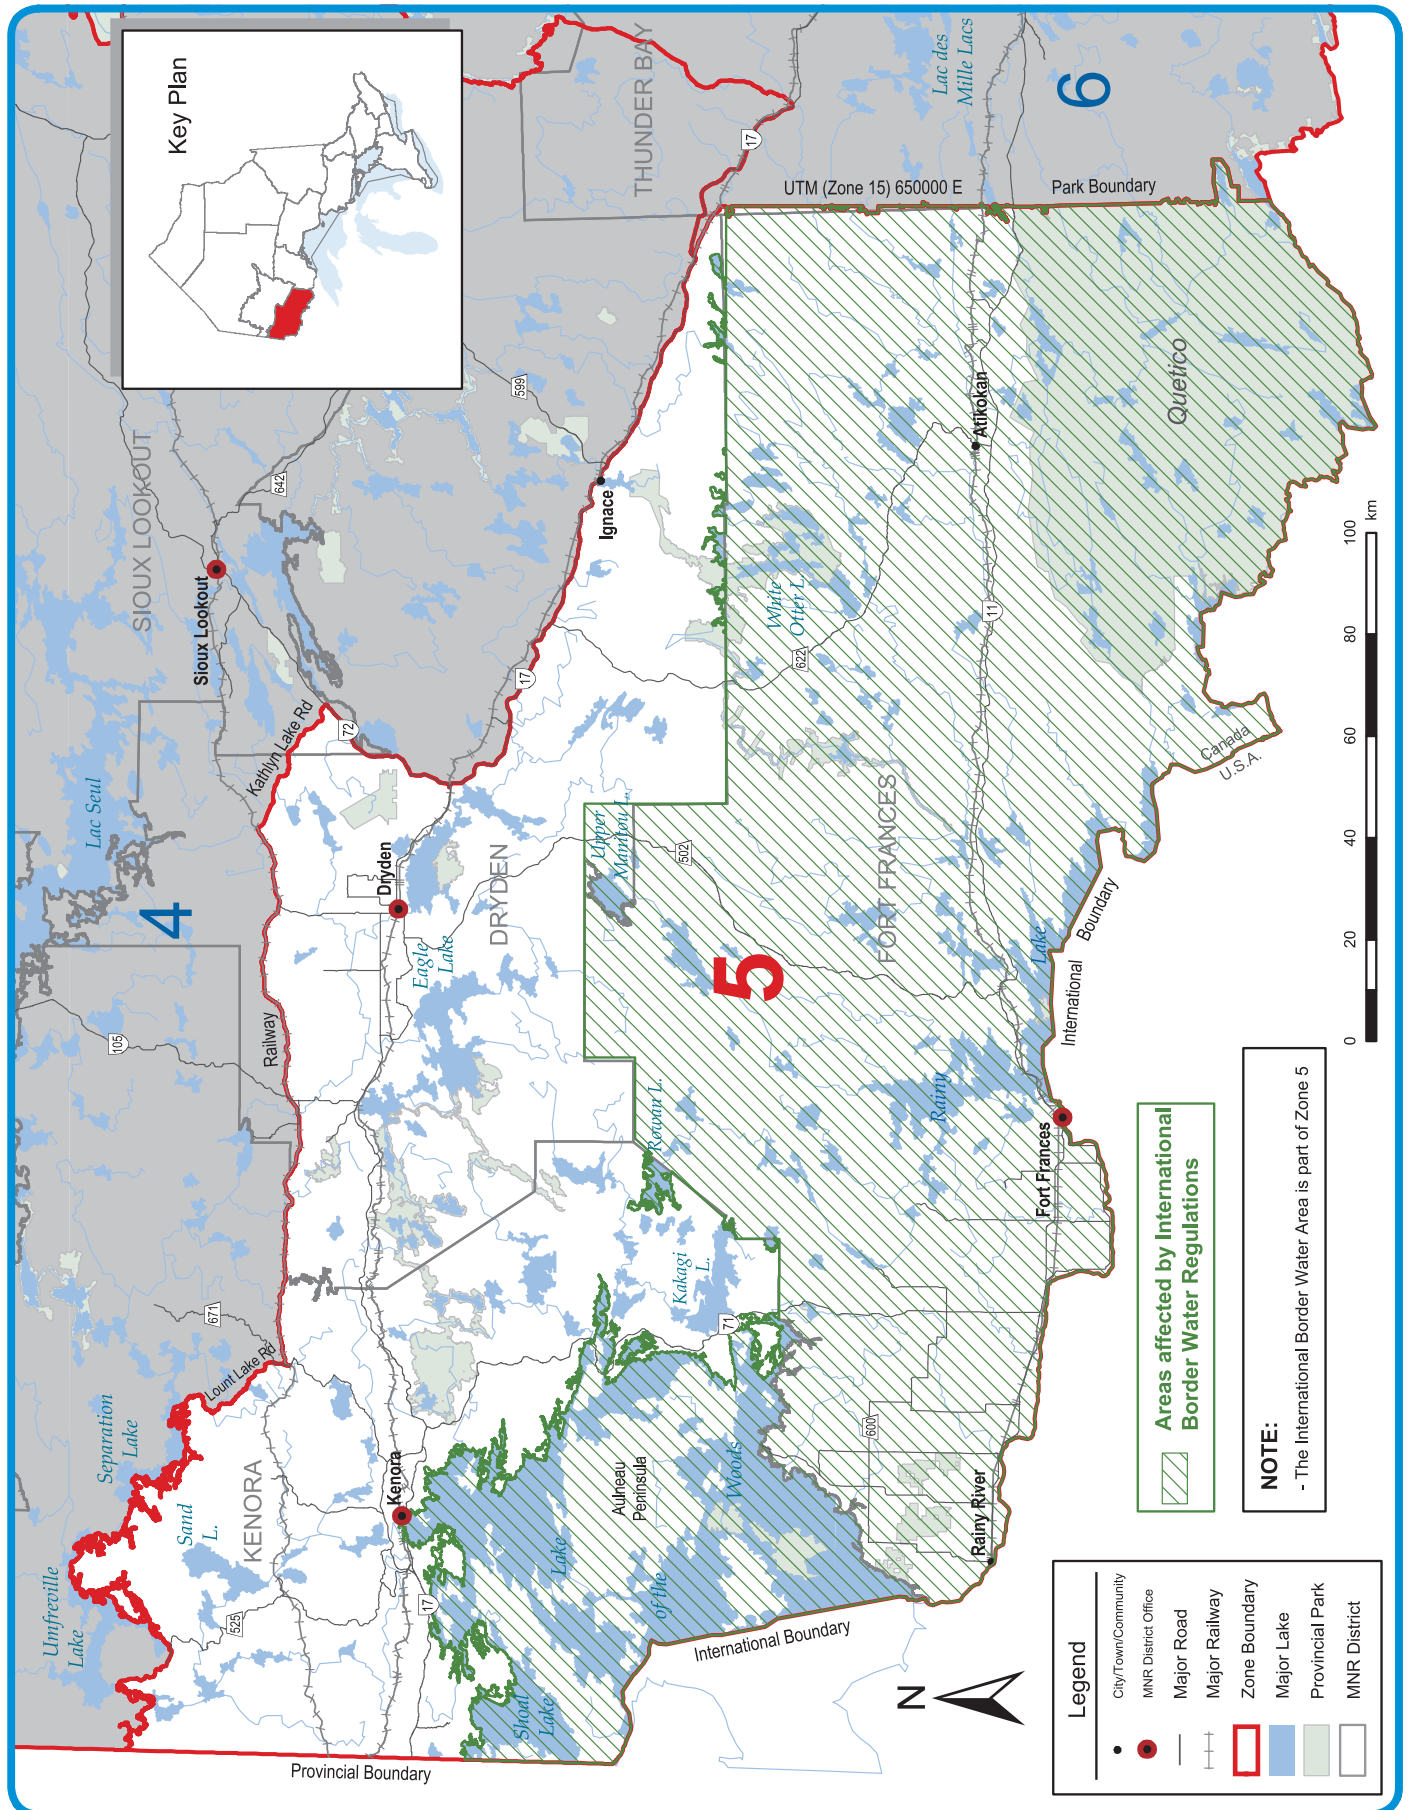 Key Plan
THUNDER BAY
Lac des
Mille Lacs
6
17
UTM (Zone 15) 650000 E
Park Boundary
SIOUX LOOKOUT
Sioux Lookout
642
599
Ignace
Atikokan
Quetico
White
Otter L.
622
11
17
72
Kathlyn Lake Rd
Lac Seul
4
Dryden
DRYDEN
Eagle
Lake
Upper
Manitou L.
502
FORT FRANCES
5
Canada
U.S.A.
Rainy
Lake
International
Boundary
105
Railway
Rowan L.
Kakagi
L.
71
Fort Frances
671
Lount Lake Rd
Separation
Lake
Umfreville
Lake
Sand
L.
KENORA
Kenora
525
17
Aulneau
Peninsula
Lake
of the
Woods
Shoal
Lake
600
Rainy River
International Boundary
Provincial Boundary
N
0 20 40 60 80 100
km
Areas affected by International
Border Water Regulations
NOTE:
- The International Border Water Area is part of Zone 5
Legend
City/Town/Community
MNR District Office
Major Road
Major Railway
Zone Boundary
Major Lake
Provincial Park
MNR District